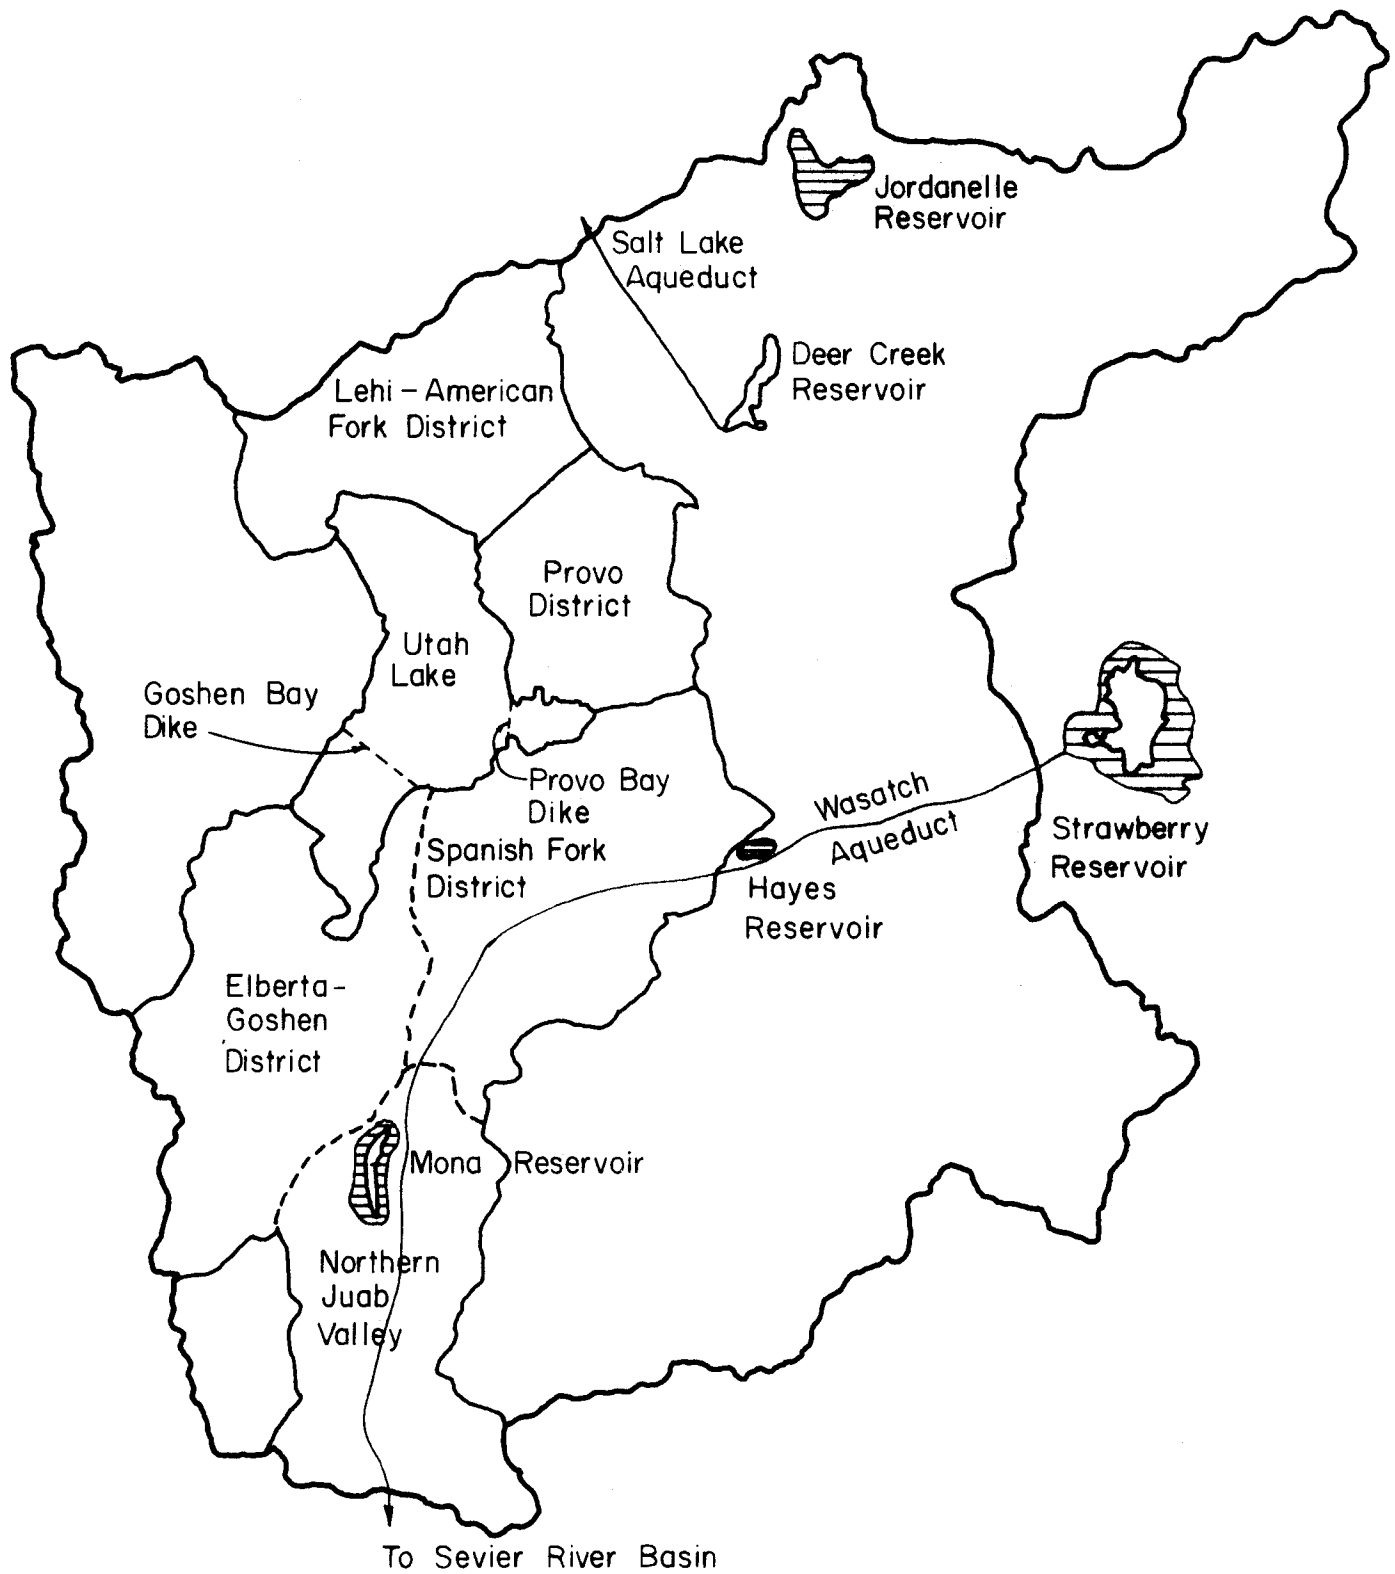 Jordanelle
Reservoir
Salt Lake
Aqueduct
Deer Creek
Reservoir
Lehi - American
Fork District
Provo
District
Utah
Lake
Goshen Bay
Dike
Provo Bay
Dike
Wasatch
Aqueduct
Strawberry
Reservoir
Spanish Fork
District
Hayes
Reservoir
Elberta-
Goshen
District
Mona Reservoir
Northern
Juab
Valley
To Sevier River Basin